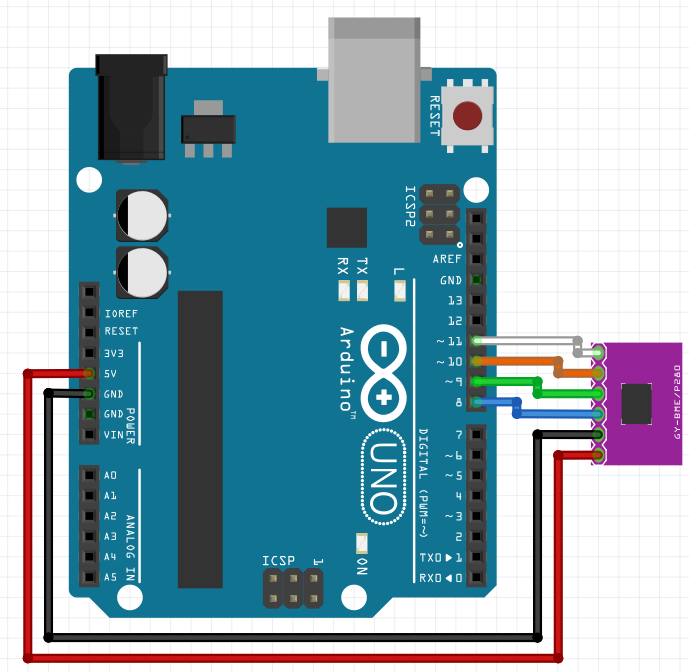 RESET
ICSP2
RX
TX
L
AREF
GND
13
12
~11
~10
~9
8
7
~6
~5
4
~3
2
TX0▶1
RX0◀0
DIGITAL (PWM=~)
IOREF
RESET
3V3
5V
GND
GND
VIN
POWER
A0
A1
A2
A3
A4
A5
ANALOG IN
Arduino™
UNO
ON
ICSP
1
GY-BME/P280